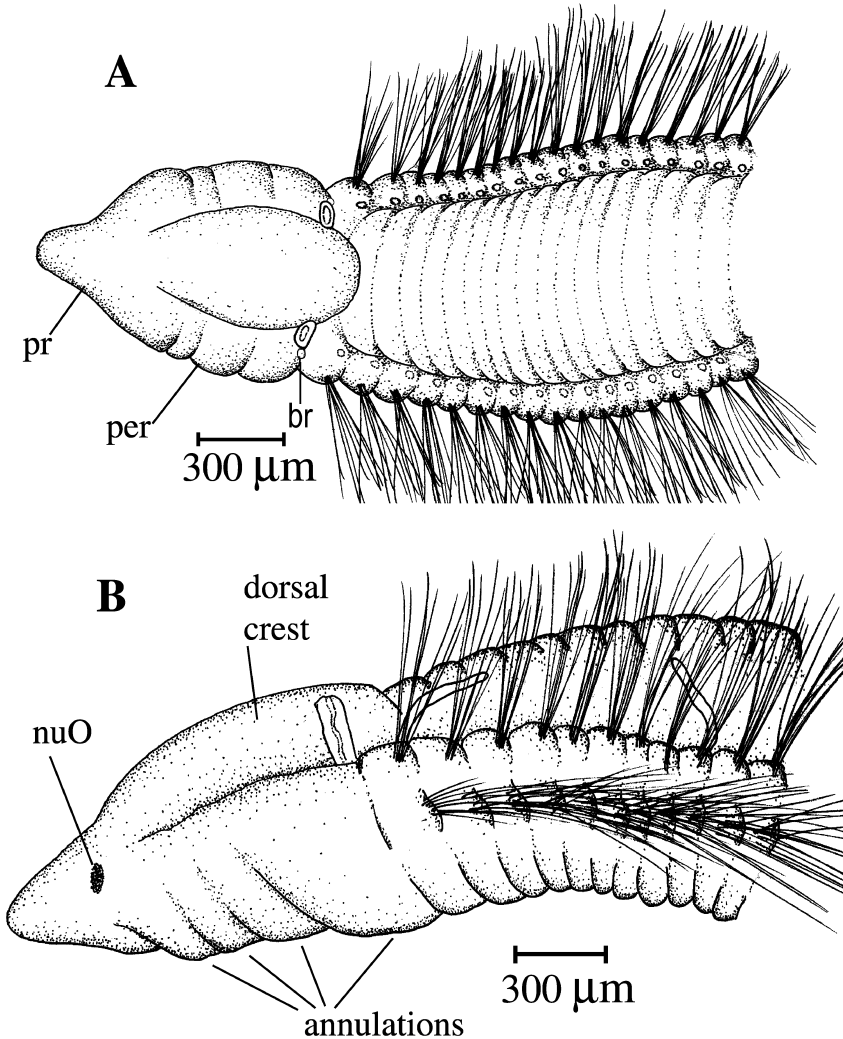 A
pr
per
br
300 µm
B
dorsal
crest
nuO
300 µm
annulations